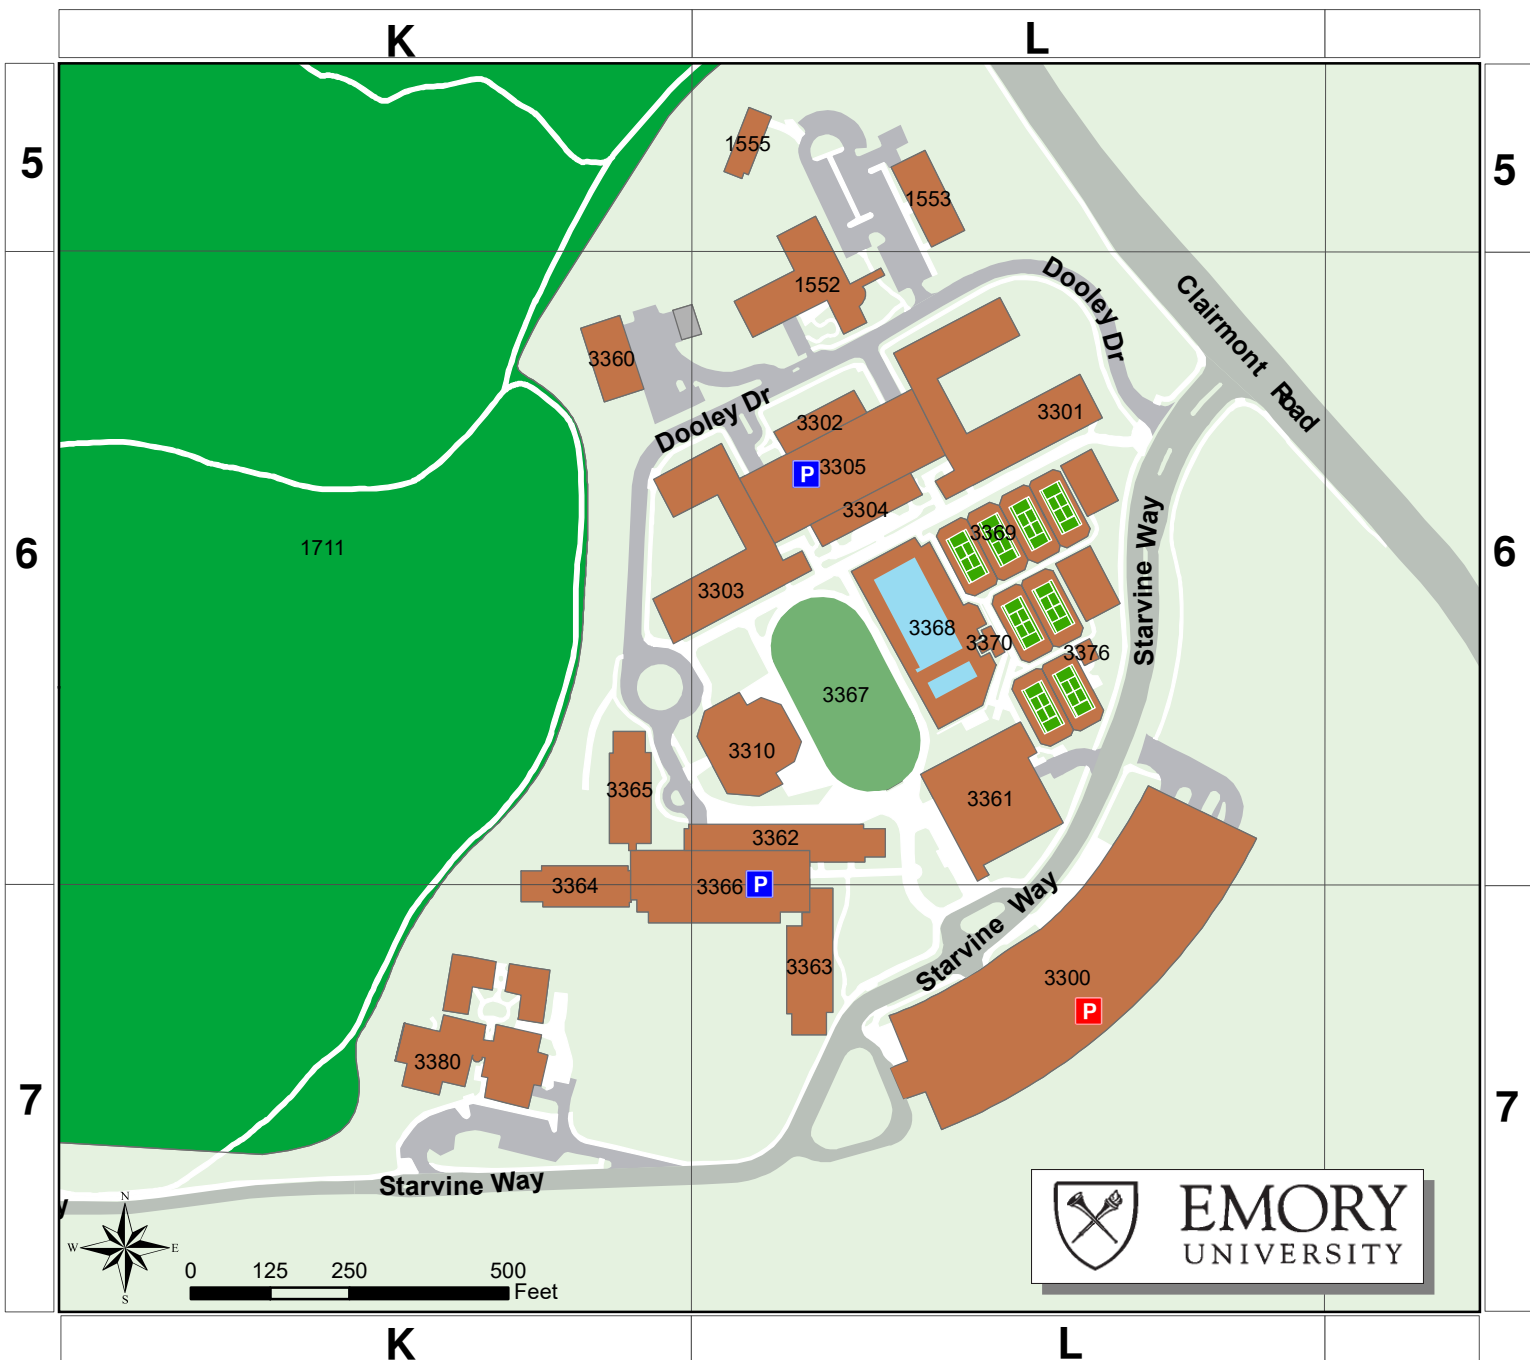 K
L
5
5
1555
1553
1552
Dooley Dr
Clairmont Road
3360
Dooley Dr
3302
3301
3305
P
3304
3369
Starvine Way
6
6
1711
3303
3368
3370
3376
3367
3310
3365
3361
3362
3364
3366
P
Starvine Way
3363
3300
P
3380
7
7
Starvine Way
y
N
W
E
S
0 125 250 500
Feet
EMORY
UNIVERSITY
K
L